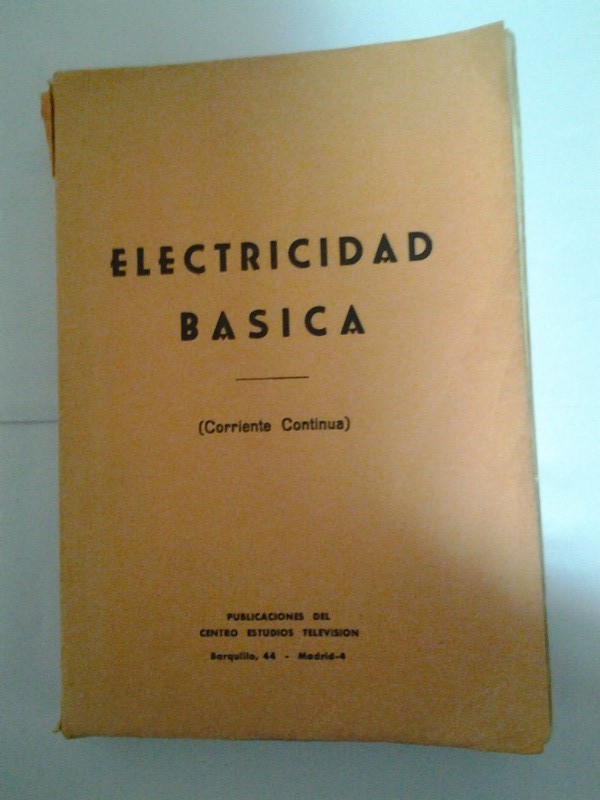 ELECTRICIDAD
BASICA
(Corriente Continua)
PUBLICACIONES DEL
CENTRO ESTUDIOS TELEVISION
Barquillo, 44 - Madrid-4